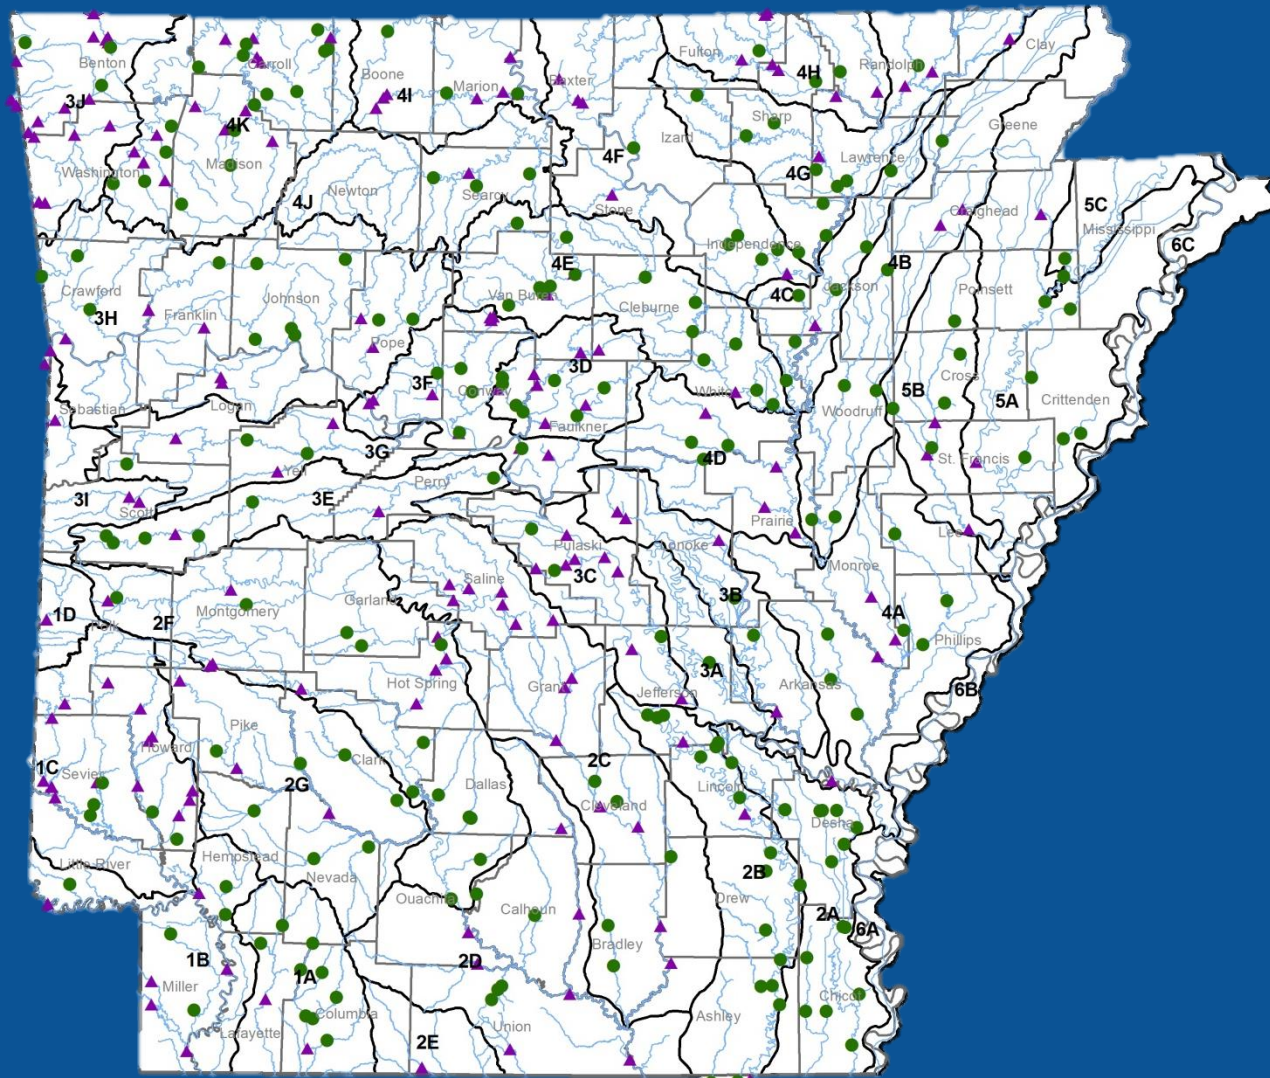 Benton
Carroll
Boone
Marion
Baxter
Fulton
4H
Randolph
Clay
3J
4I
4K
Sharp
Greene
Izard
4F
Washington
Madison
Newton
4J
Searcy
Stone
4G
Lawrence
Craighead
5C
Mississippi
6C
Independence
4E
4B
Crawford
3H
Franklin
Johnson
Van Buren
Cleburne
4C
Jackson
Poinsett
Pope
3D
3F
Conway
White
Cross
5B
5A
Crittenden
Woodruff
Sebastian
Logan
Faulkner
3G
Yell
Perry
4D
St. Francis
3I
Scott
3E
Prairie
Lee
Pulaski
Lonoke
3C
Monroe
Saline
3B
1D
Polk
2F
Montgomery
Garland
4A
Phillips
3A
Hot Spring
Grant
Jefferson
Arkansas
6B
Pike
Howard
Clark
1C
Sevier
2G
Dallas
2C
Cleveland
Lincoln
Desha
Little River
Hempstead
Nevada
Ouachita
Calhoun
2B
Drew
2A
6A
Bradley
1B
Miller
1A
2D
Columbia
Chicot
Lafayette
2E
Union
Ashley